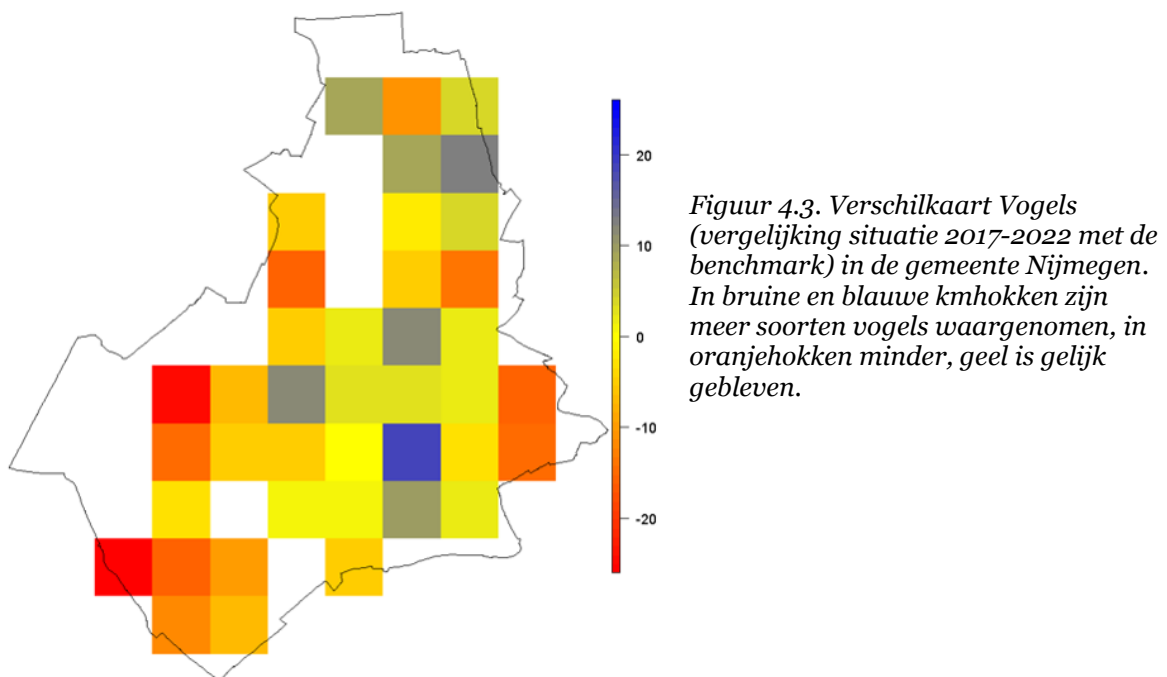 20
10
0
-10
-20
Figuur 4.3. Verschilkaart Vogels
(vergelijking situatie 2017-2022 met de
benchmark) in de gemeente Nijmegen.
In bruine en blauwe kmhokken zijn
meer soorten vogels waargenomen, in
oranjehokken minder, geel is gelijk
gebleven.